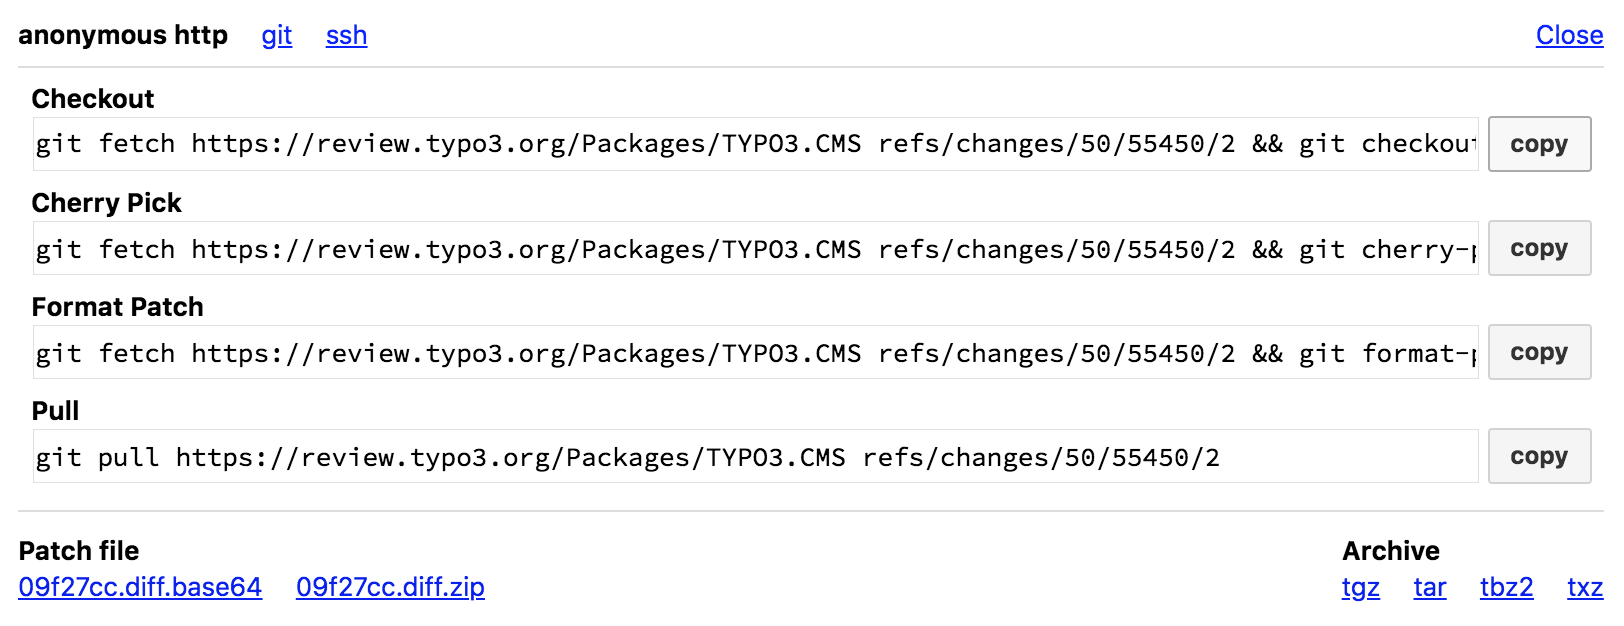 anonymous http git ssh Close
Checkout
git fetch https://review.typo3.org/Packages/TYPO3.CMS refs/changes/50/55450/2 && git checkout copy
Cherry Pick
git fetch https://review.typo3.org/Packages/TYPO3.CMS refs/changes/50/55450/2 && git cherry-p copy
Format Patch
git fetch https://review.typo3.org/Packages/TYPO3.CMS refs/changes/50/55450/2 && git format-p copy
Pull
git pull https://review.typo3.org/Packages/TYPO3.CMS refs/changes/50/55450/2 copy
Patch file Archive
09f27cc.diff.base64 09f27cc.diff.zip tgz tar tbz2 txz